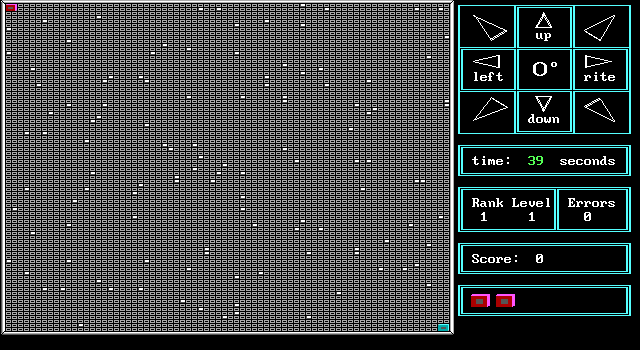 up
left 0° rite
down
time: 39 seconds
Rank Level Errors
1 1 0
Score: 0